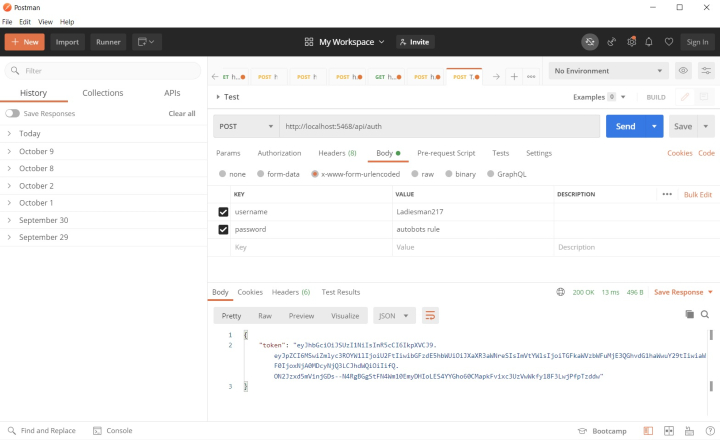 Postman
File Edit View Help
+ New Import Runner My Workspace Invite Sign In
Filter
History Collections APIs
Save Responses Clear all
Today
October 9
October 8
October 2
October 1
September 30
September 29
ET h... POST h POST h POST h... GET h... POST h... POST T... + ooo No Environment
Test Examples 0 BUILD
POST http://localhost:5468/api/auth Send Save
Params Authorization Headers (8) Body Pre-request Script Tests Settings Cookies Code
none form-data x-www-form-urlencoded raw binary GraphQL
KEY VALUE DESCRIPTION ••• Bulk Edit
username Ladiesman217
password autobots rule
Key Value Description
Body Cookies Headers (6) Test Results 200 OK 13 ms 496 B Save Response
Pretty Raw Preview Visualize JSON
1 {
2 "token": "eyJhbGciOiJSUzI1NiIsInR5cCI6IkpXVCJ9.
3 }
Find and Replace Console Bootcamp